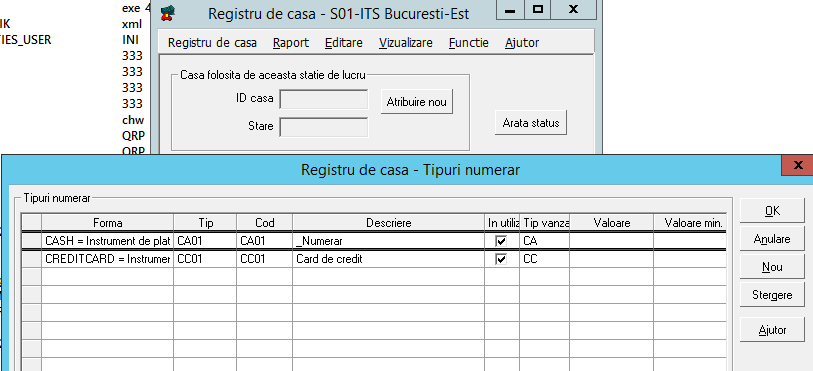 exe 4
IK xml
TIES_USER INI
333
333
333
333
chw
QRP
QRP
Registru de casa - S01-ITS Bucuresti-Est
Registru de casa Raport Editare Vizualizare Functie Ajutor
Casa folosita de aceasta statie de lucru
ID casa
Atribuire nou
Stare
Arata status
Registru de casa - Tipuri numerar
Tipuri numerar
Forma Tip Cod Descriere In utiliz Tip vanza Valoare Valoare min.
CASH = Instrument de plat CA01 CA01 _Numerar CA
CREDITCARD = Instrumer CC01 CC01 Card de credit CC
OK
Anulare
Nou
Stergere
Ajutor